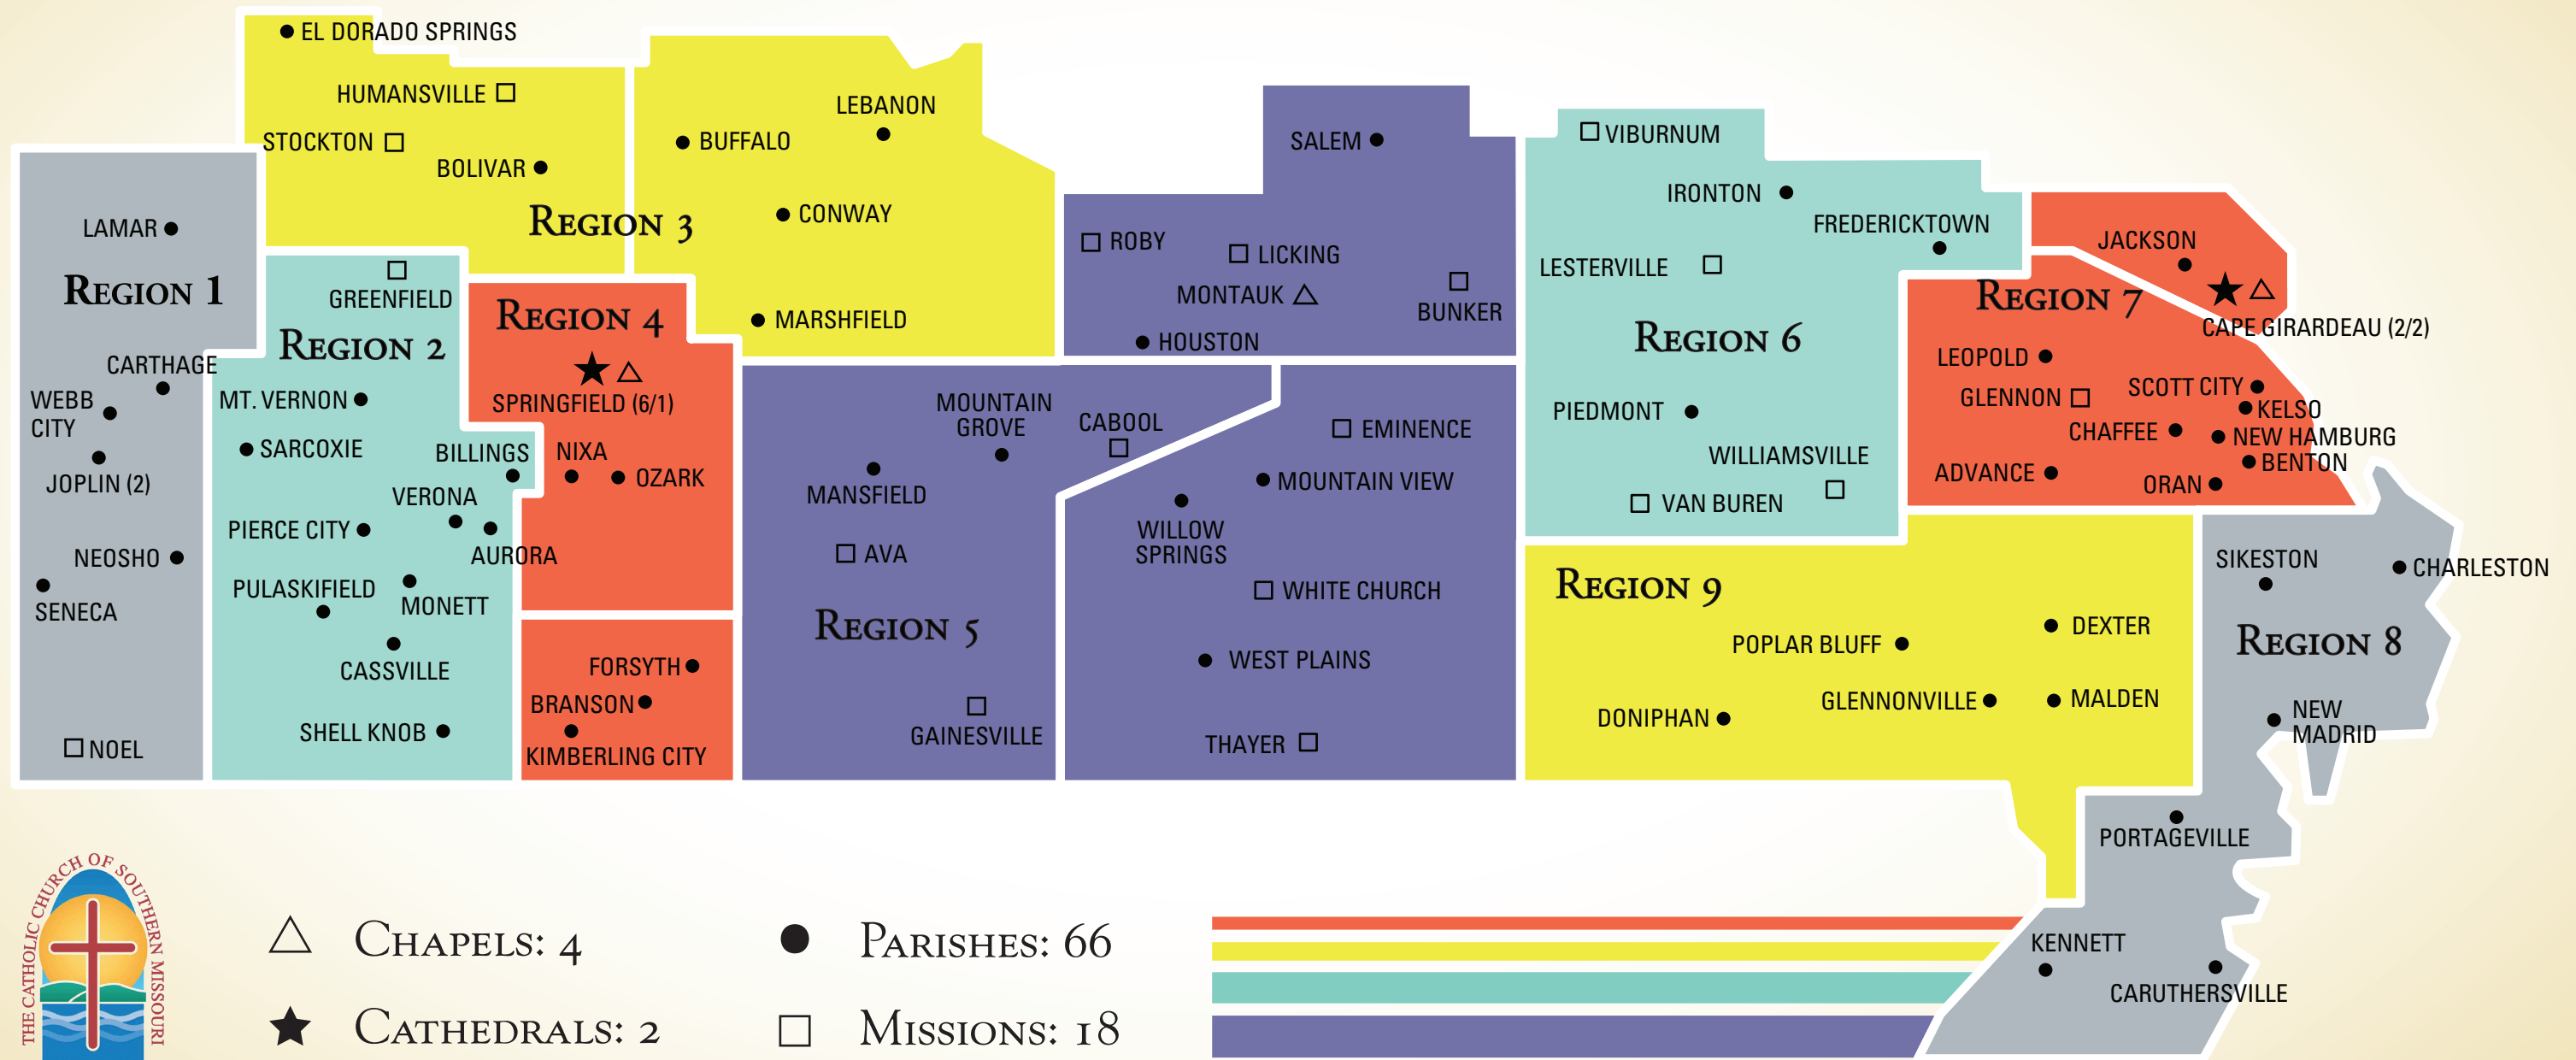 EL DORADO SPRINGS
HUMANSVILLE
STOCKTON
BOLIVAR
BUFFALO
LEBANON
CONWAY
REGION 3
MARSHFIELD
LAMAR
REGION 1
CARTHAGE
WEBB
CITY
JOPLIN (2)
NEOSHO
SENECA
NOEL
GREENFIELD
REGION 2
MT. VERNON
SARCOXIE
BILLINGS
VERONA
PIERCE CITY
AURORA
PULASKIFIELD
MONETT
CASSVILLE
SHELL KNOB
REGION 4
SPRINGFIELD (6/1)
NIXA
OZARK
FORSYTH
BRANSON
KIMBERLING CITY
SALEM
ROBY
LICKING
MONTAUK
BUNKER
HOUSTON
MOUNTAIN
GROVE
CABOOL
MANSFIELD
AVA
REGION 5
GAINESVILLE
EMINENCE
MOUNTAIN VIEW
WILLOW
SPRINGS
WHITE CHURCH
WEST PLAINS
THAYER
VIBURNUM
IRONTON
FREDERICKTOWN
LESTERVILLE
REGION 6
PIEDMONT
WILLIAMSVILLE
VAN BUREN
JACKSON
REGION 7
CAPE GIRARDEAU (2/2)
LEOPOLD
GLENNON
SCOTT CITY
KELSO
CHAFFEE
NEW HAMBURG
BENTON
ADVANCE
ORAN
REGION 9
DEXTER
POPLAR BLUFF
GLENNONVILLE
MALDEN
DONIPHAN
SIKESTON
CHARLESTON
REGION 8
NEW
MADRID
PORTAGEVILLE
KENNETT
CARUTHERSVILLE
THE CATHOLIC CHURCH OF SOUTHERN MISSOURI
CHAPELS: 4
PARISHES: 66
CATHEDRALS: 2
MISSIONS: 18